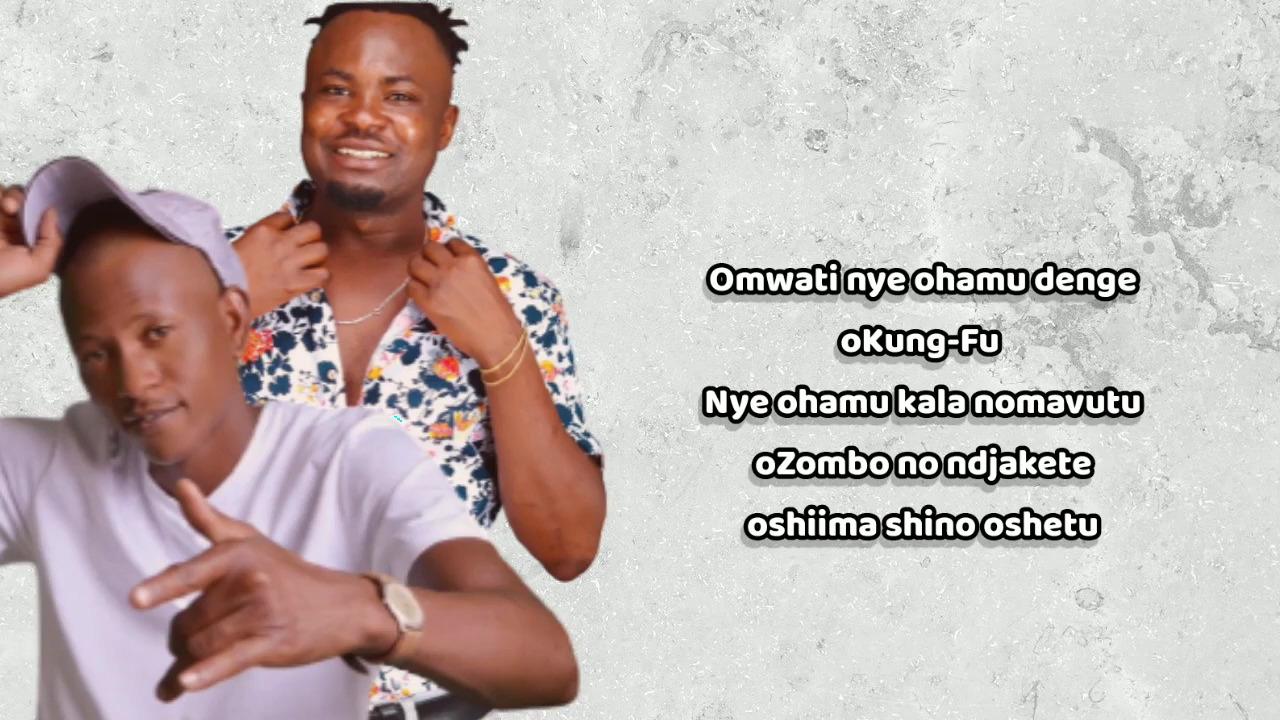 Omwati nye ohamu denge
oKung-Fu
Nye ohamu kala nomavutu
oZombo no ndjakete
oshiima shino oshetu